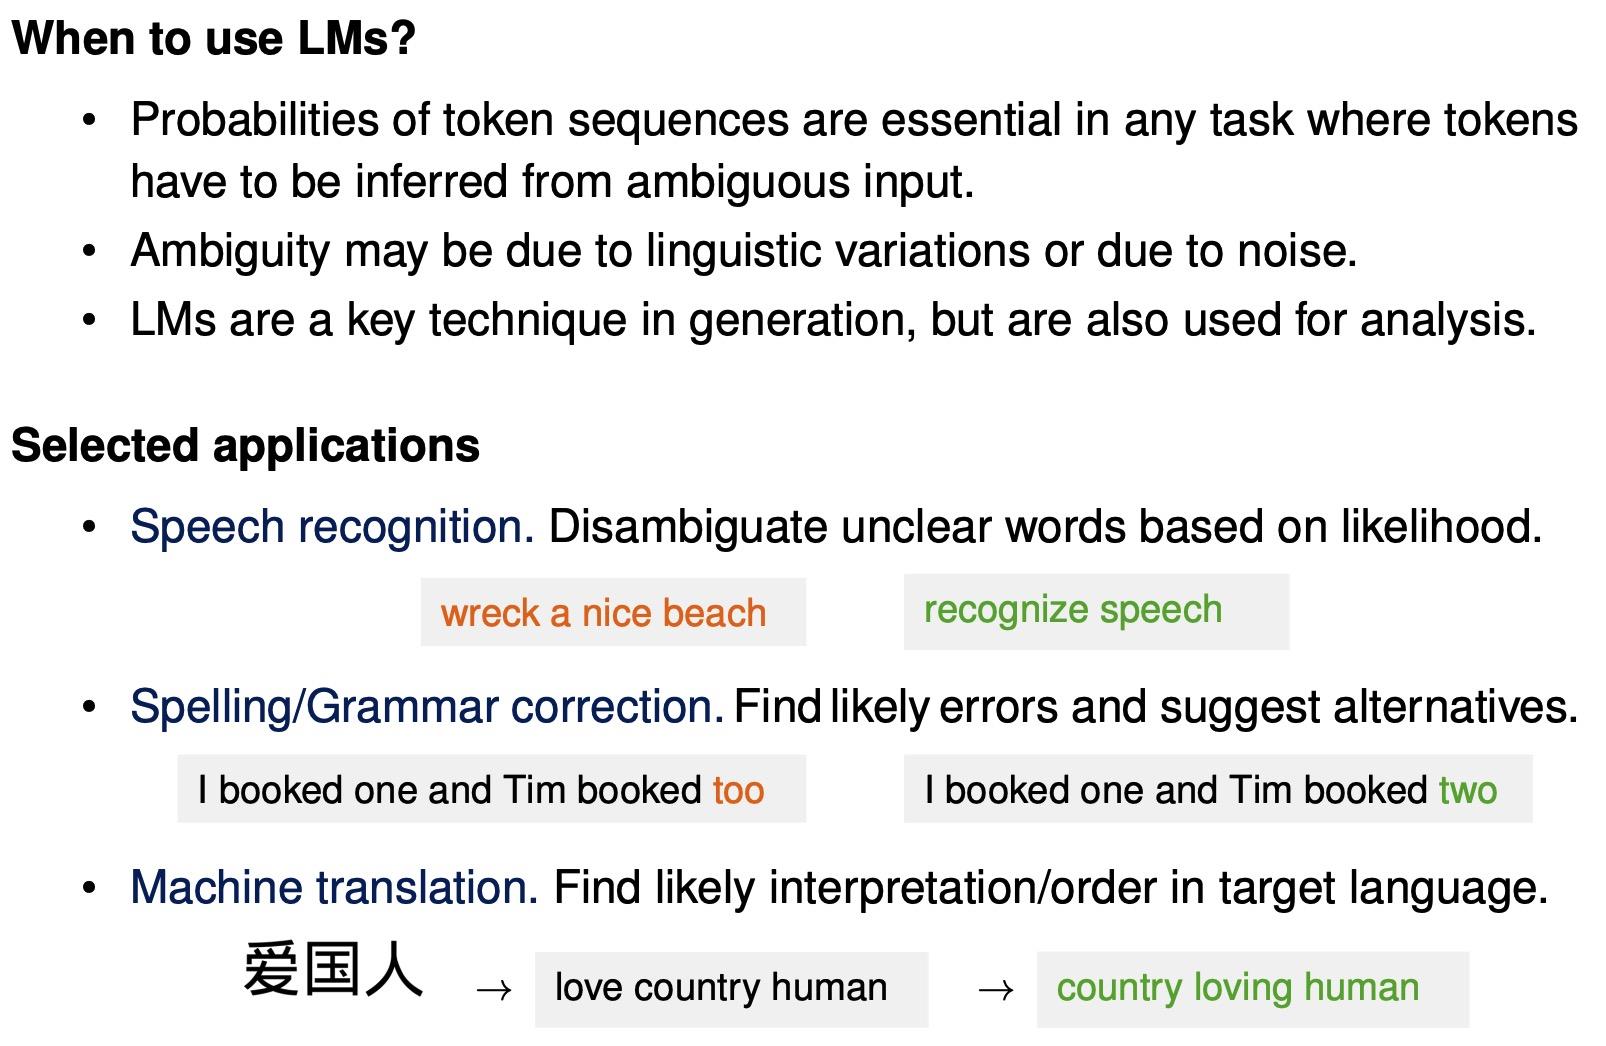 When to use LMs?
• Probabilities of token sequences are essential in any task where tokens
have to be inferred from ambiguous input.
• Ambiguity may be due to linguistic variations or due to noise.
• LMs are a key technique in generation, but are also used for analysis.
Selected applications
• Speech recognition. Disambiguate unclear words based on likelihood.
wreck a nice beach recognize speech
• Spelling/Grammar correction. Find likely errors and suggest alternatives.
I booked one and Tim booked too I booked one and Tim booked two
• Machine translation. Find likely interpretation/order in target language.
爱国人 → love country human → country loving human